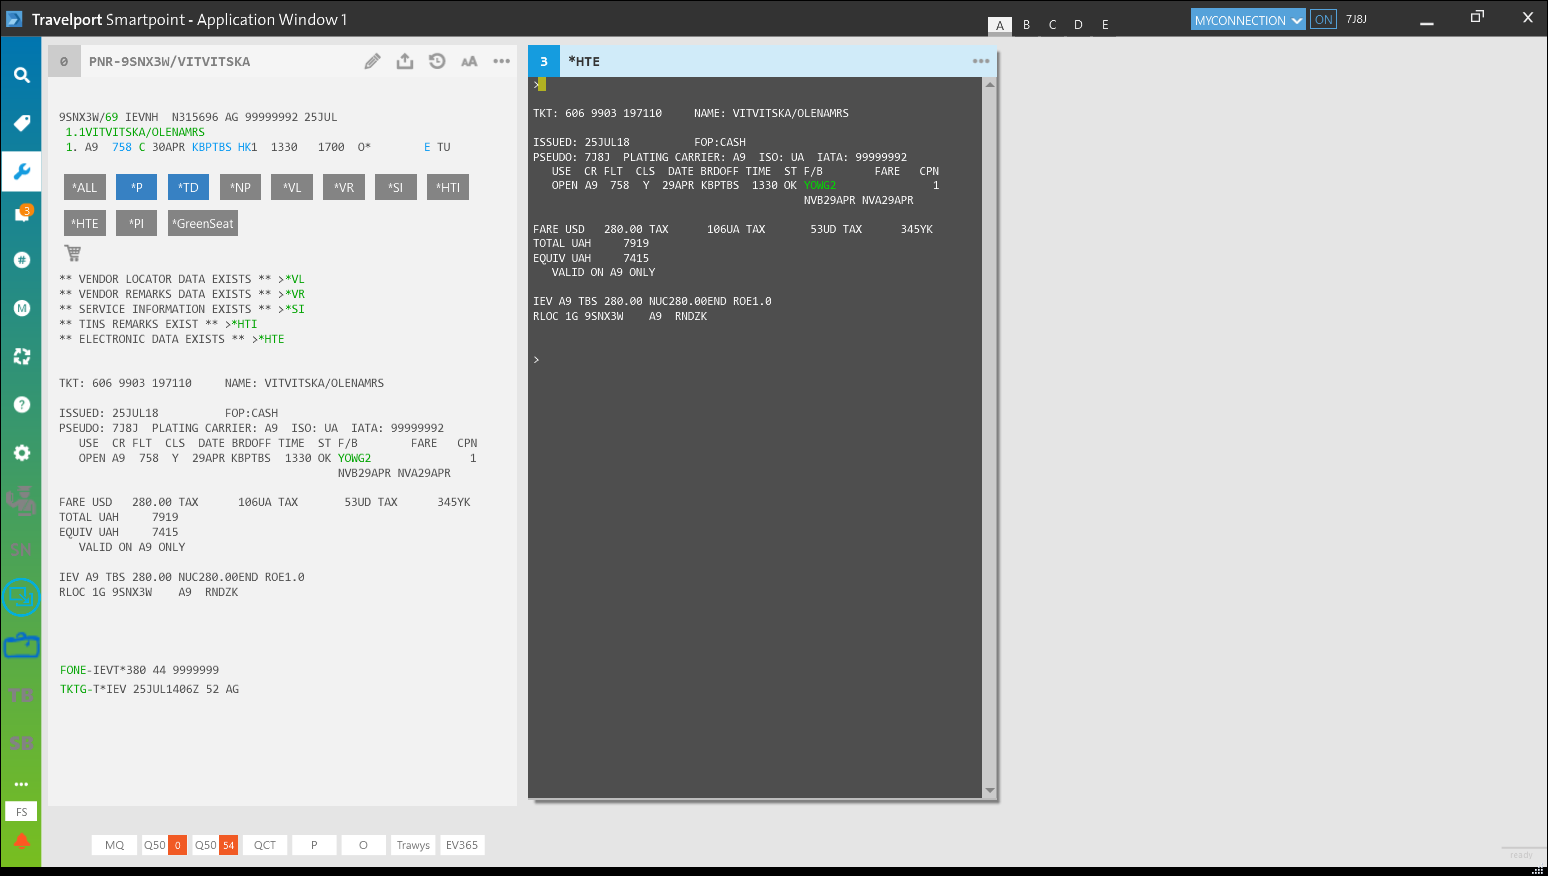 Travelport Smartpoint - Application Window 1
A B C D E
MYCONNECTION ON 7J8J
0 PNR-9SNX3W/VITVITSKA AA
9SNX3W/69 IEVNH N315696 AG 99999992 25JUL
1.1VITVITSKA/OLENAMRS
1. A9 758 C 30APR KBPTBS HK1 1330 1700 O* E TU
*ALL *P *TD *NP *VL *VR *SI *HTI
*HTE *PI *GreenSeat
** VENDOR LOCATOR DATA EXISTS ** >*VL
** VENDOR REMARKS DATA EXISTS ** >*VR
** SERVICE INFORMATION EXISTS ** >*SI
** TINS REMARKS EXIST ** >*HTI
** ELECTRONIC DATA EXISTS ** >*HTE
TKT: 606 9903 197110 NAME: VITVITSKA/OLENAMRS
ISSUED: 25JUL18 FOP:CASH
PSEUDO: 7J8J PLATING CARRIER: A9 ISO: UA IATA: 99999992
USE CR FLT CLS DATE BRDOFF TIME ST F/B FARE CPN
OPEN A9 758 Y 29APR KBPTBS 1330 OK YOWG2 1
NVB29APR NVA29APR
FARE USD 280.00 TAX 106UA TAX 53UD TAX 345YK
TOTAL UAH 7919
EQUIV UAH 7415
VALID ON A9 ONLY
IEV A9 TBS 280.00 NUC280.00END ROE1.0
RLOC 1G 9SNX3W A9 RNDZK
FONE-IEVT*380 44 9999999
TKTG-T*IEV 25JUL1406Z 52 AG
3 *HTE
>
TKT: 606 9903 197110 NAME: VITVITSKA/OLENAMRS
ISSUED: 25JUL18 FOP:CASH
PSEUDO: 7J8J PLATING CARRIER: A9 ISO: UA IATA: 99999992
USE CR FLT CLS DATE BRDOFF TIME ST F/B FARE CPN
OPEN A9 758 Y 29APR KBPTBS 1330 OK YOWG2 1
NVB29APR NVA29APR
FARE USD 280.00 TAX 106UA TAX 53UD TAX 345YK
TOTAL UAH 7919
EQUIV UAH 7415
VALID ON A9 ONLY
IEV A9 TBS 280.00 NUC280.00END ROE1.0
RLOC 1G 9SNX3W A9 RNDZK
>
3
#
M
?
TB
SB
FS
MQ Q50 0 Q50 54 QCT P O Trawys EV365
ready